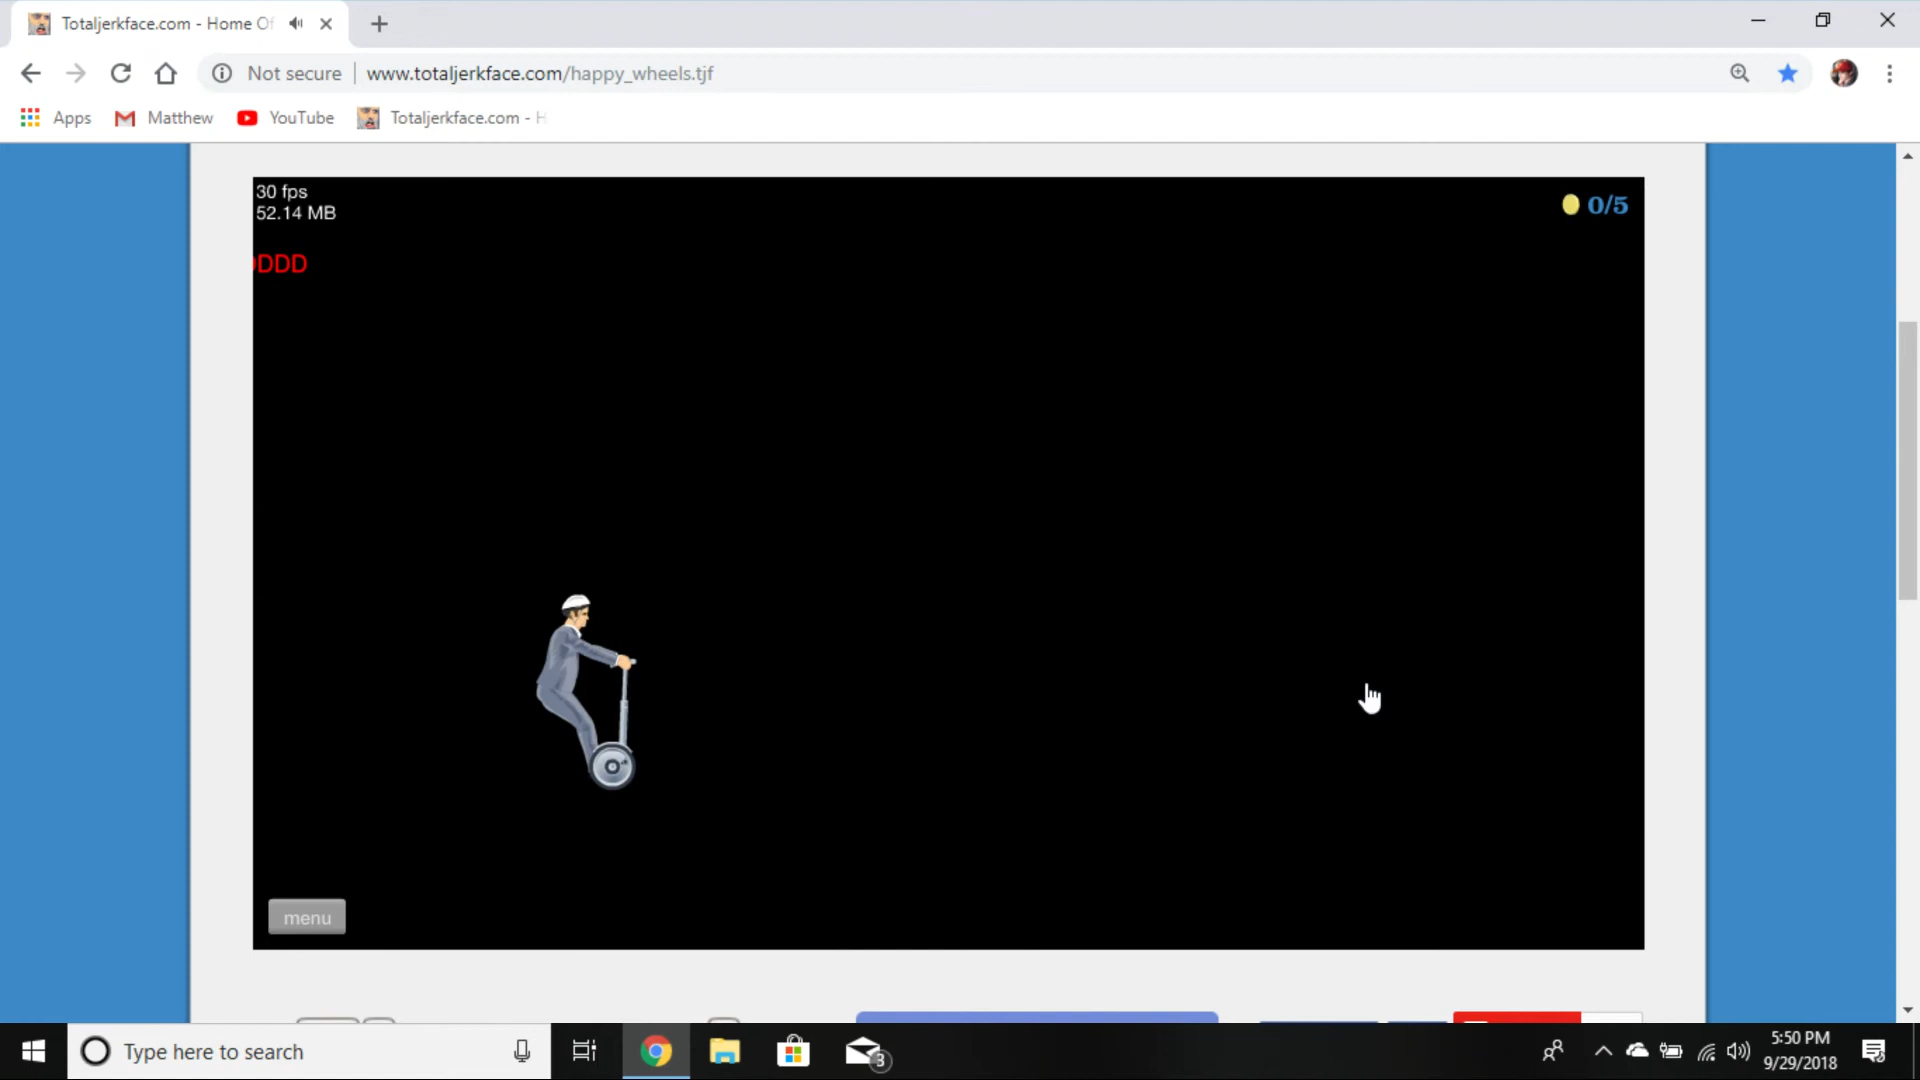 Totaljerkface.com - Home Of
Not secure
www.totaljerkface.com/happy_wheels.tjf
Apps
Matthew
YouTube
Totaljerkface.com - H
30 fps
52.14 MB
0/5
DDD
menu
Type here to search
3
5:50 PM
9/29/2018